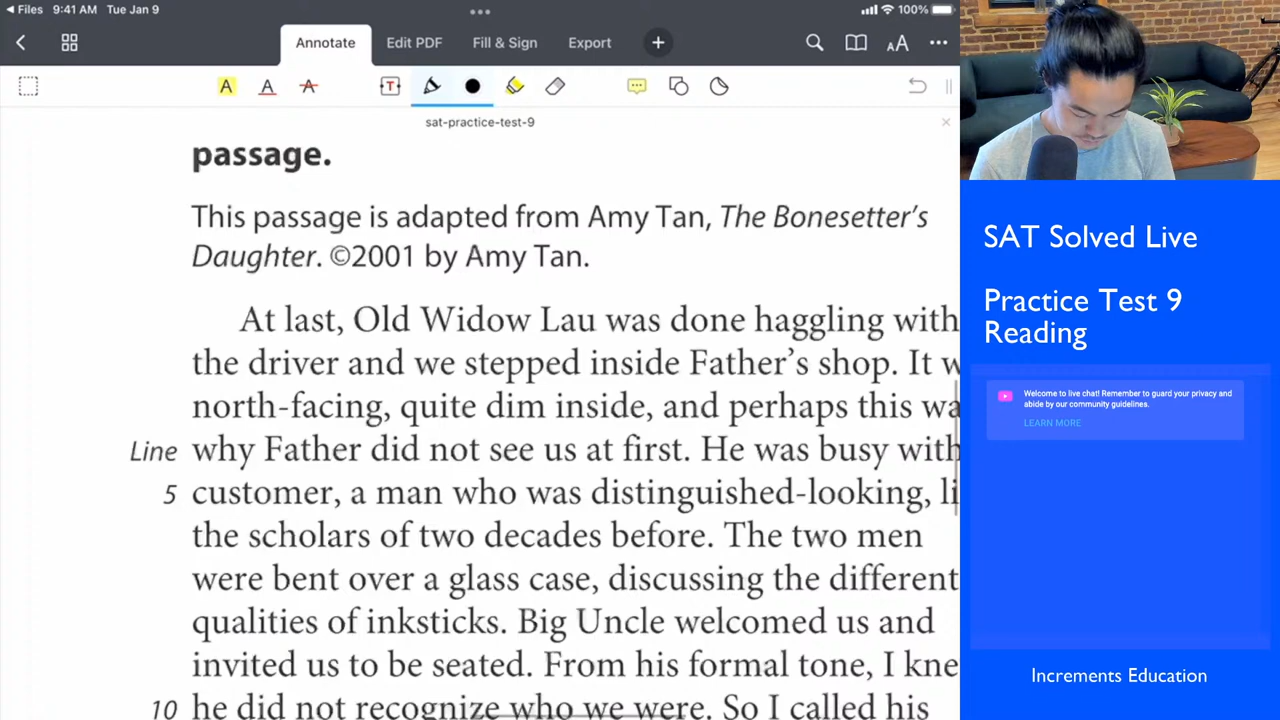 Files 9:41 AM Tue Jan 9 100%
Annotate Edit PDF Fill & Sign Export
A A A T
sat-practice-test-9
passage.
This passage is adapted from Amy Tan, The Bonesetter's
Daughter. ©2001 by Amy Tan.
At last, Old Widow Lau was done haggling with
the driver and we stepped inside Father's shop. It w
north-facing, quite dim inside, and perhaps this wa
Line why Father did not see us at first. He was busy with
5 customer, a man who was distinguished-looking, li
the scholars of two decades before. The two men
were bent over a glass case, discussing the different
qualities of inksticks. Big Uncle welcomed us and
invited us to be seated. From his formal tone, I kne
10 he did not recognize who we were. So I called his
SAT Solved Live
Practice Test 9
Reading
Welcome to live chat! Remember to guard your privacy and
abide by our community guidelines.
LEARN MORE
Increments Education